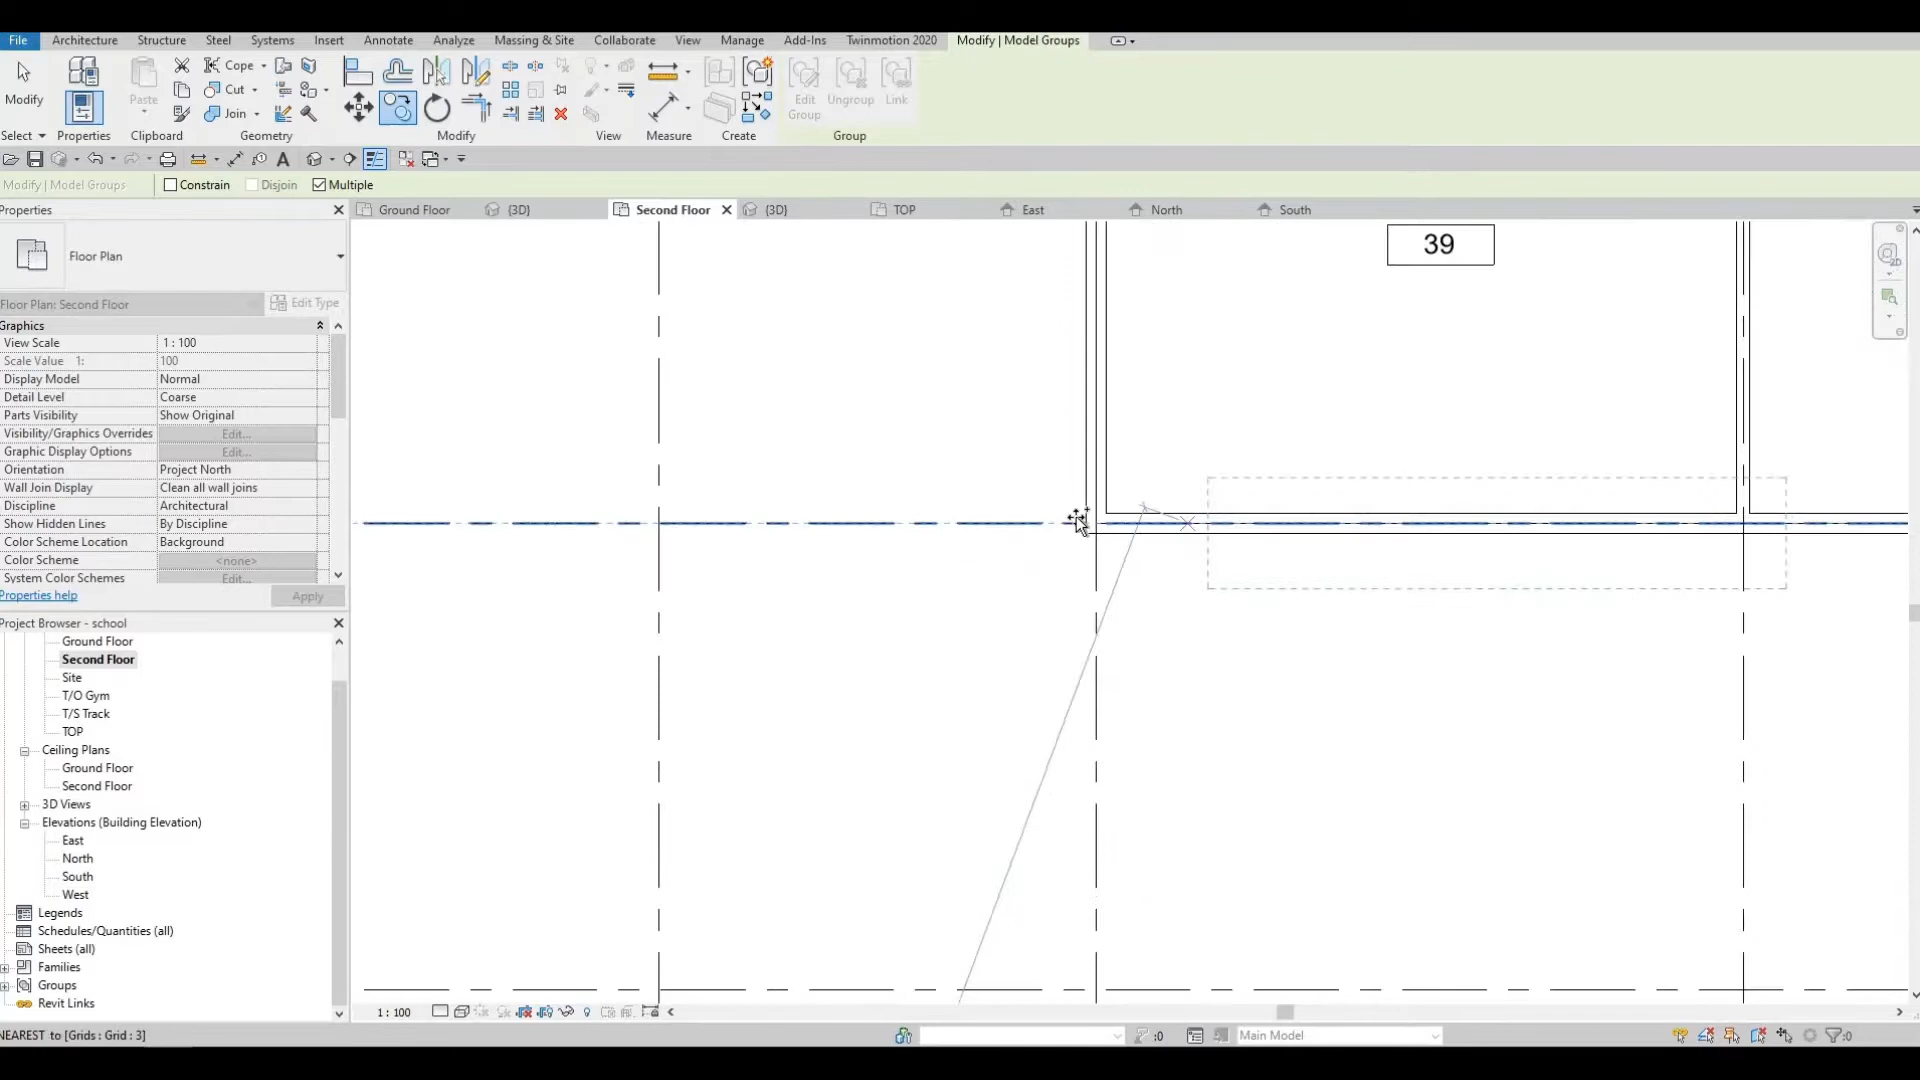 File Architecture Structure Steel Systems Insert Annotate Analyze Massing & Site Collaborate View Manage Add-Ins Twinmotion 2020 Modify | Model Groups
Modify Paste Cope Cut Join Edit Group Ungroup Link
Select Properties Clipboard Geometry Modify View Measure Create Group
Modify | Model Groups Constrain Disjoin Multiple
Properties
Ground Floor {3D} Second Floor {3D} TOP East North South
Floor Plan
Floor Plan: Second Floor Edit Type
Graphics
View Scale 1 : 100
Scale Value 1: 100
Display Model Normal
Detail Level Coarse
Parts Visibility Show Original
Visibility/Graphics Overrides Edit...
Graphic Display Options Edit...
Orientation Project North
Wall Join Display Clean all wall joins
Discipline Architectural
Show Hidden Lines By Discipline
Color Scheme Location Background
Color Scheme <none>
System Color Schemes Edit...
Properties help Apply
39
Project Browser - school
Ground Floor
Second Floor
Site
T/O Gym
T/S Track
TOP
Ceiling Plans
Ground Floor
Second Floor
3D Views
Elevations (Building Elevation)
East
North
South
West
Legends
Schedules/Quantities (all)
Sheets (all)
Families
Groups
Revit Links
1 : 100
NEAREST to [Grids : Grid : 3] :0 Main Model :0